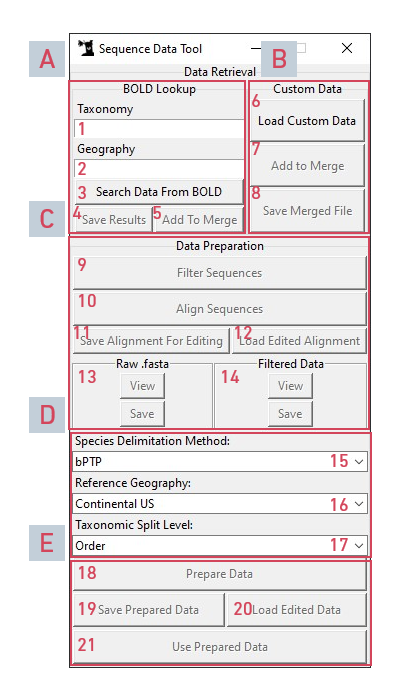 A
Sequence Data Tool
B
Data Retrieval
BOLD Lookup
Custom Data
Taxonomy
1
Geography
2
3 Search Data From BOLD
C
4 Save Results
5 Add To Merge
6
Load Custom Data
7
Add to Merge
8
Save Merged File
Data Preparation
9
Filter Sequences
10
Align Sequences
11
Save Alignment For Editing
12
Load Edited Alignment
Raw .fasta
13
View
Save
Filtered Data
14
View
Save
D
Species Delimitation Method:
bPTP 15
Reference Geography:
Continental US 16
Taxonomic Split Level:
Order 17
E
18
Prepare Data
19 Save Prepared Data
20 Load Edited Data
21
Use Prepared Data